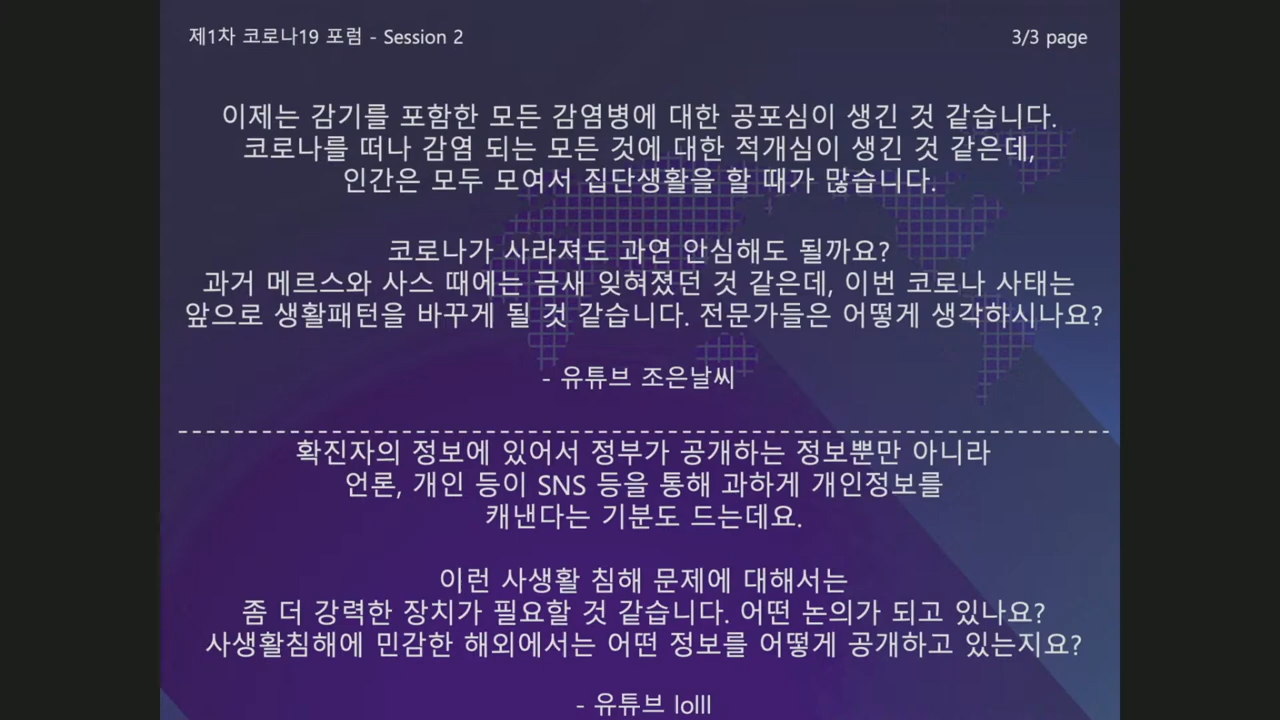 제1차 코로나19 포럼 - Session 2
3/3 page
이제는 감기를 포함한 모든 감염병에 대한 공포심이 생긴 것 같습니다.
코로나를 떠나 감염 되는 모든 것에 대한 적개심이 생긴 것 같은데,
인간은 모두 모여서 집단생활을 할 때가 많습니다.
코로나가 사라져도 과연 안심해도 될까요?
과거 메르스와 사스 때에는 금새 잊혀졌던 것 같은데, 이번 코로나 사태는
앞으로 생활패턴을 바꾸게 될 것 같습니다. 전문가들은 어떻게 생각하시나요?
- 유튜브 조은날씨
확진자의 정보에 있어서 정부가 공개하는 정보뿐만 아니라
언론, 개인 등이 SNS 등을 통해 과하게 개인정보를
캐낸다는 기분도 드는데요.
이런 사생활 침해 문제에 대해서는
좀 더 강력한 장치가 필요할 것 같습니다. 어떤 논의가 되고 있나요?
사생활침해에 민감한 해외에서는 어떤 정보를 어떻게 공개하고 있는지요?
- 유튜브 lolll